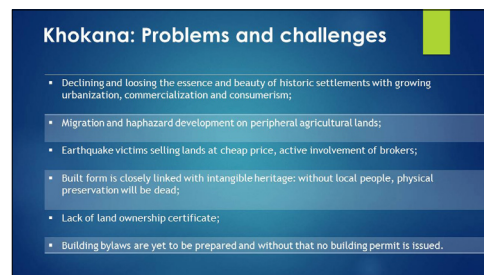 Khokana: Problems and challenges
▪ Declining and loosing the essence and beauty of historic settlements with growing
urbanization, commercialization and consumerism;
▪ Migration and haphazard development on peripheral agricultural lands;
▪ Earthquake victims selling lands at cheap price, active involvement of brokers;
▪ Built form is closely linked with intangible heritage: without local people, physical
preservation will be dead;
▪ Lack of land ownership certificate;
▪ Building bylaws are yet to be prepared and without that no building permit is issued.